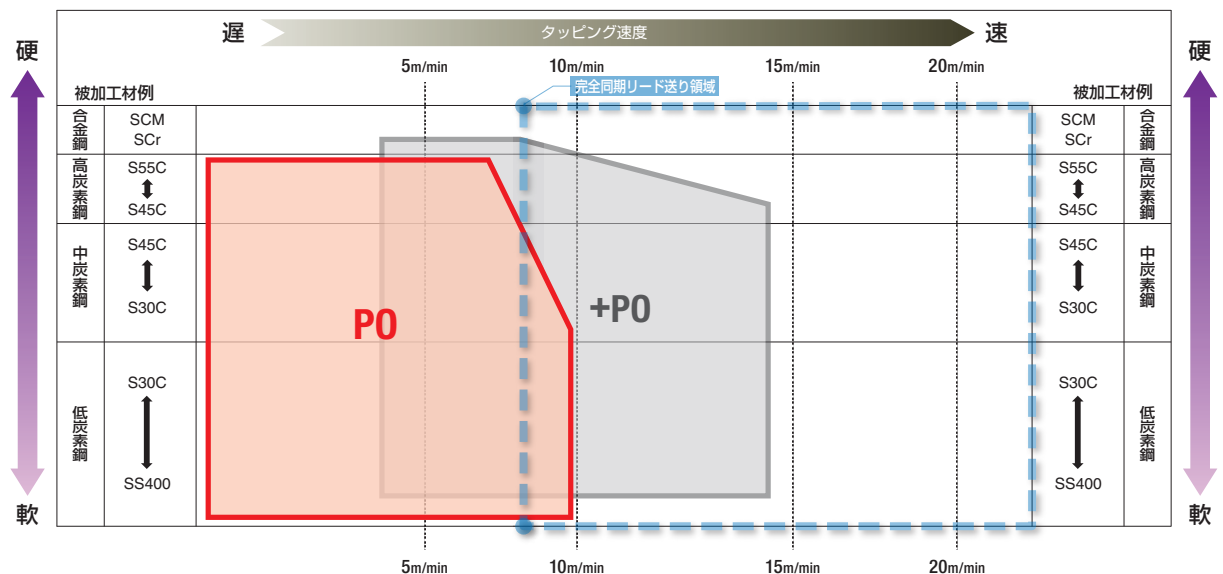 遅 タッピング速度 速
硬 硬
5m/min 10m/min 15m/min 20m/min
完全同期リード送り領域
被加工材例 被加工材例
合金鋼 SCM SCM 合金鋼
SCr SCr
高炭素鋼 S55C S55C 高炭素鋼
S45C S45C
中炭素鋼 S45C S45C 中炭素鋼
S30C S30C
PO +PO
低炭素鋼 S30C S30C 低炭素鋼
SS400 SS400
軟 軟
5m/min 10m/min 15m/min 20m/min